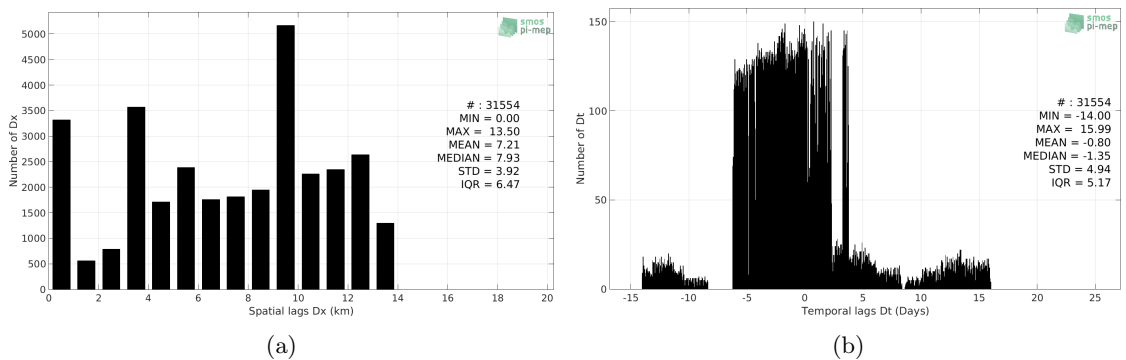 smos
pi-mep
5000
4500
4000
3500
3000
2500
2000
1500
1000
500
0
Number of Dx
# : 31554
MIN = 0.00
MAX = 13.50
MEAN = 7.21
MEDIAN = 7.93
STD = 3.92
IQR = 6.47
0 2 4 6 8 10 12 14 16 18 20
Spatial lags Dx (km)
(a)
smos
pi-mep
150
100
50
0
Number of Dt
# : 31554
MIN = -14.00
MAX = 15.99
MEAN = -0.80
MEDIAN = -1.35
STD = 4.94
IQR = 5.17
-15 -10 -5 0 5 10 15 20 25
Temporal lags Dt (Days)
(b)